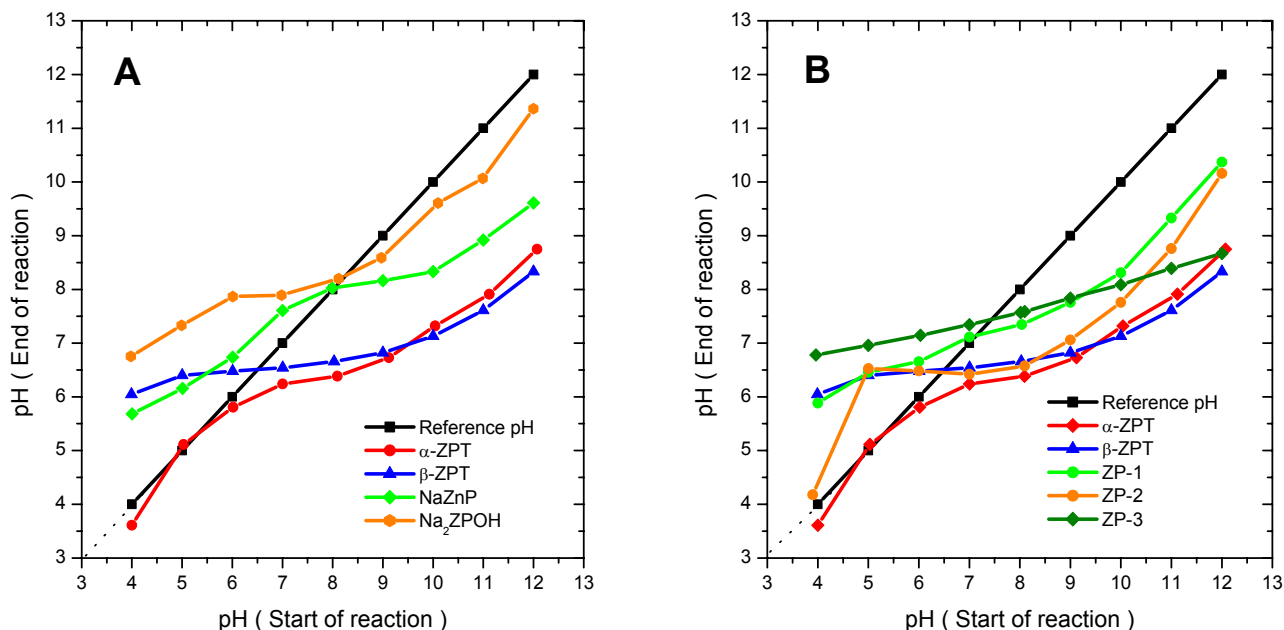 A
13
12
11
10
9
8
7
6
5
4
3
pH ( End of reaction )
Reference pH
α-ZPT
β-ZPT
NaZnP
Na₂ZPOH
3 4 5 6 7 8 9 10 11 12 13
pH ( Start of reaction )
B
13
12
11
10
9
8
7
6
5
4
3
pH ( End of reaction )
Reference pH
α-ZPT
β-ZPT
ZP-1
ZP-2
ZP-3
3 4 5 6 7 8 9 10 11 12 13
pH ( Start of reaction )